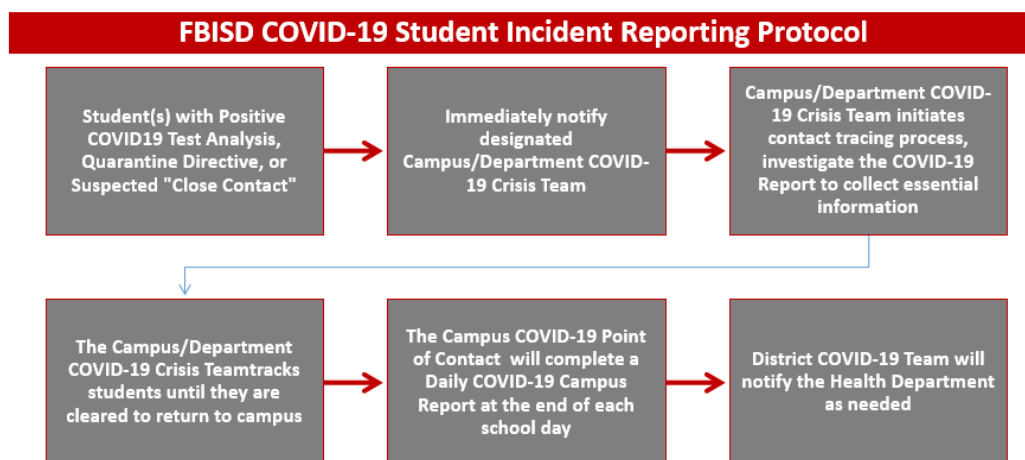 FBISD COVID-19 Student Incident Reporting Protocol
Student(s) with Positive
COVID19 Test Analysis,
Quarantine Directive, or
Suspected "Close Contact"
Immediately notify
designated
Campus/Department COVID-
19 Crisis Team
Campus/Department COVID-
19 Crisis Team initiates
contact tracing process,
investigate the COVID-19
Report to collect essential
information
The Campus/Department
COVID-19 Crisis Teamtracks
students until they are
cleared to return to campus
The Campus COVID-19 Point
of Contact will complete a
Daily COVID-19 Campus
Report at the end of each
school day
District COVID-19 Team will
notify the Health Department
as needed